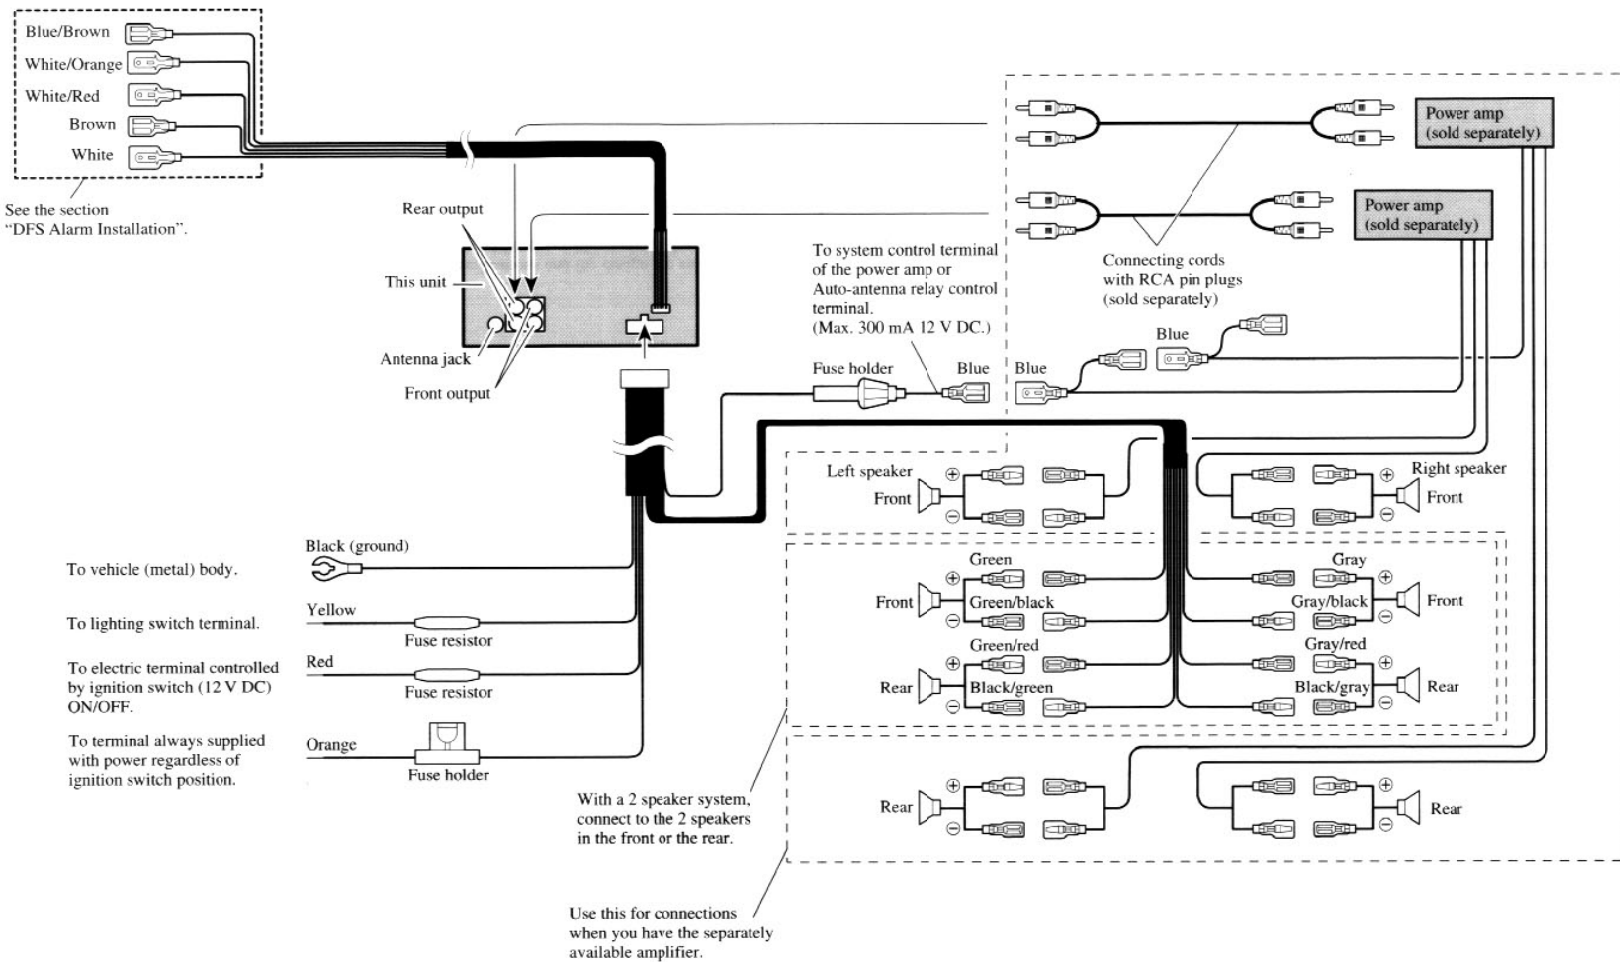 Blue/Brown
White/Orange
White/Red
Brown
White
See the section
“DFS Alarm Installation”.
Rear output
This unit
Antenna jack
Front output
To system control terminal
of the power amp or
Auto-antenna relay control
terminal.
(Max. 300 mA 12 V DC.)
Fuse holder
Blue
Power amp
(sold separately)
Power amp
(sold separately)
Connecting cords
with RCA pin plugs
(sold separately)
Blue
Blue
Left speaker
Front
+
−
Right speaker
Front
+
−
Black (ground)
To vehicle (metal) body.
Yellow
To lighting switch terminal.
Fuse resistor
Red
To electric terminal controlled
by ignition switch (12 V DC)
ON/OFF.
Fuse resistor
Orange
To terminal always supplied
with power regardless of
ignition switch position.
Fuse holder
Green
+
Front
Green/black
−
Green/red
+
Rear
Black/green
−
Gray
+
Front
Gray/black
−
Gray/red
+
Rear
Black/gray
−
With a 2 speaker system,
connect to the 2 speakers
in the front or the rear.
+
Rear
−
+
Rear
−
Use this for connections
when you have the separately
available amplifier.